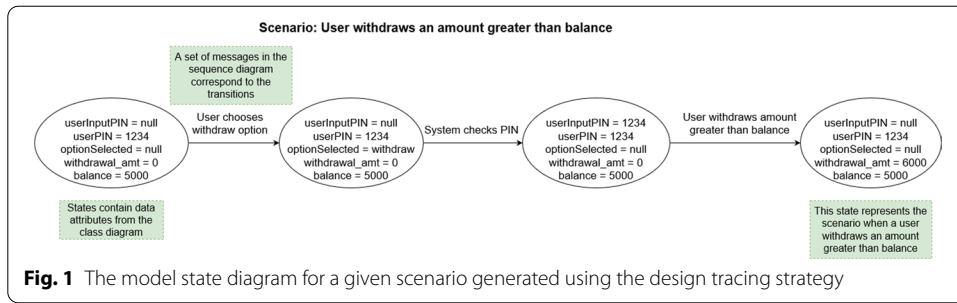 Scenario: User withdraws an amount greater than balance
A set of messages in the
sequence diagram
correspond to the
transitions
userInputPIN = null
userPIN = 1234
optionSelected = null
withdrawal_amt = 0
balance = 5000
User chooses
withdraw option
userInputPIN = null
userPIN = 1234
optionSelected = withdraw
withdrawal_amt = 0
balance = 5000
System checks PIN
userInputPIN = 1234
userPIN = 1234
optionSelected = null
withdrawal_amt = 0
balance = 5000
User withdraws amount
greater than balance
userInputPIN = null
userPIN = 1234
optionSelected = null
withdrawal_amt = 6000
balance = 5000
States contain data
attributes from the
class diagram
This state represents the
scenario when a user
withdraws an amount
greater than balance
Fig. 1 The model state diagram for a given scenario generated using the design tracing strategy